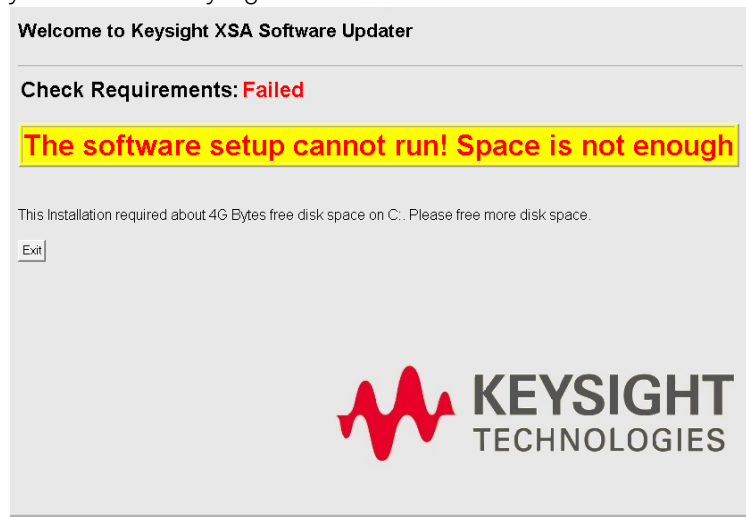 Welcome to Keysight XSA Software Updater
Check Requirements: Failed
The software setup cannot run! Space is not enough
This Installation required about 4G Bytes free disk space on C:. Please free more disk space.
Exit
KEYSIGHT
TECHNOLOGIES